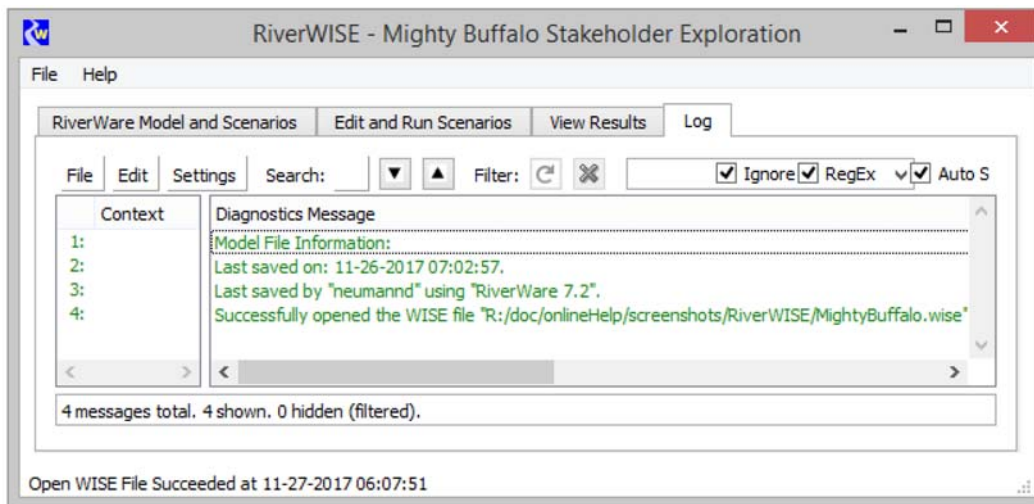 RiverWISE - Mighty Buffalo Stakeholder Exploration
File Help
RiverWare Model and Scenarios Edit and Run Scenarios View Results Log
File Edit Settings Search: Filter: Ignore RegEx Auto S
Context Diagnostics Message
1: Model File Information:
2: Last saved on: 11-26-2017 07:02:57.
3: Last saved by "neumannd" using "RiverWare 7.2".
4: Successfully opened the WISE file "R:/doc/onlineHelp/screenshots/RiverWISE/MightyBuffalo.wise"
4 messages total. 4 shown. 0 hidden (filtered).
Open WISE File Succeeded at 11-27-2017 06:07:51